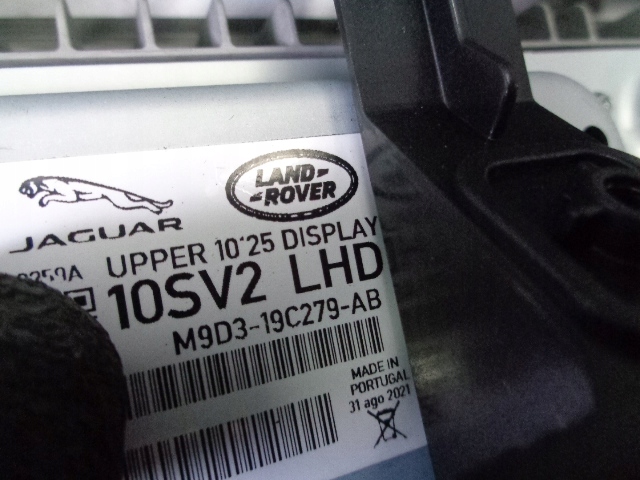 LAND-
-ROVER
JAGUAR
UPPER 10"25 DISPLAY
10SV2 LHD
M9D3-19C279-AB
MADE IN
PORTUGAL
31 ago 2021